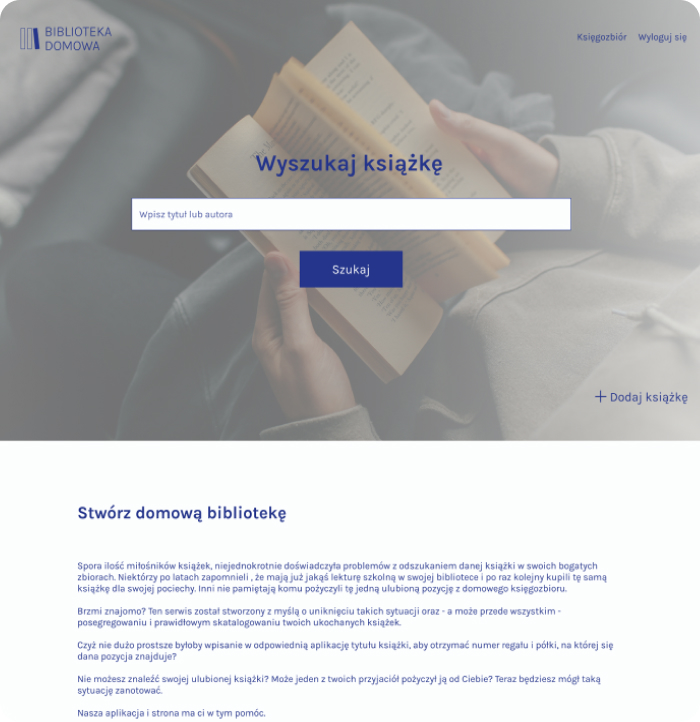 BIBLIOTEKA
DOMOWA
Księgozbiór
Wyloguj się
Wyszukaj książkę
Wpisz tytuł lub autora
Szukaj
Dodaj książkę
Stwórz domową bibliotekę
Spora ilość miłośników książek, niejednokrotnie doświadczyła problemów z odszukaniem danej książki w swoich bogatych
zbiorach. Niektórzy po latach zapomnieli , że mają już jakąś lekturę szkolną w swojej bibliotece i po raz kolejny kupili tę samą
książkę dla swojej pociechy. Inni nie pamiętają komu pożyczyli tę jedną ulubioną pozycję z domowego księgozbioru.
Brzmi znajomo? Ten serwis został stworzony z myślą o uniknięciu takich sytuacji oraz - a może przede wszystkim -
posegregowaniu i prawidłowym skatalogowaniu twoich ukochanych książek.
Czyż nie dużo prostsze byłoby wpisanie w odpowiednią aplikację tytułu książki, aby otrzymać numer regału i półki, na której się
dana pozycja znajduje?
Nie możesz znaleźć swojej ulubionej książki? Może jeden z twoich przyjaciół pożyczył ją od Ciebie? Teraz będziesz mógł taką
sytuację zanotować.
Nasza aplikacja i strona ma ci w tym pomóc.